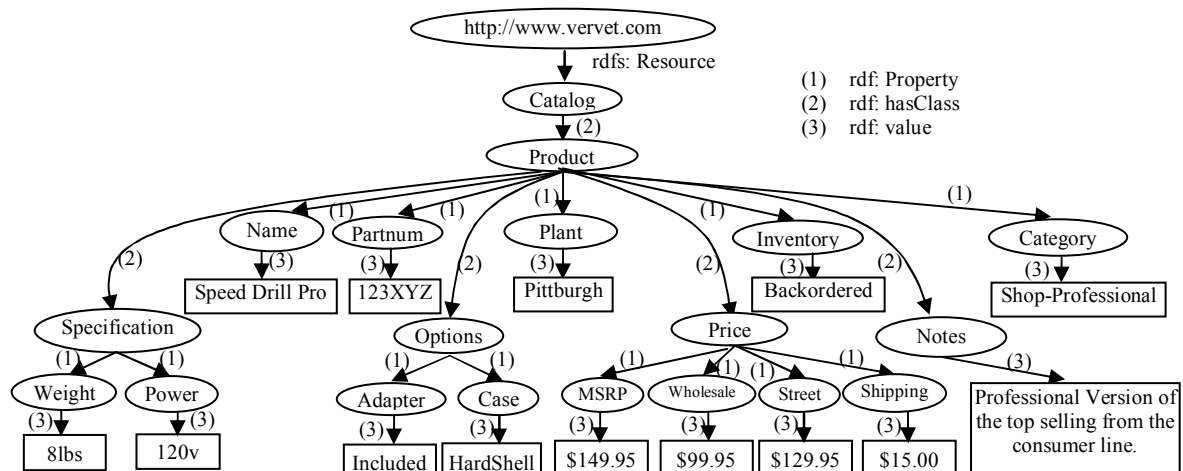 http://www.vervet.com
rdfs: Resource
(1) rdf: Property
(2) rdf: hasClass
(3) rdf: value
Catalog
(2)
Product
(1) (1) (1) (1) (1)
Name Partnum Plant Inventory Category
(2) (3) (3) (2) (3) (2) (3) (2) (3)
Speed Drill Pro 123XYZ Pittburgh Backordered Shop-Professional
Specification Options Price Notes
(1) (1) (1) (1) (1) (1) (1) (1) (3)
Weight Power Adapter Case MSRP Wholesale Street Shipping
(3) (3) (3) (3) (3) (3) (3) (3)
8lbs 120v Included HardShell $149.95 $99.95 $129.95 $15.00
Professional Version of
the top selling from the
consumer line.